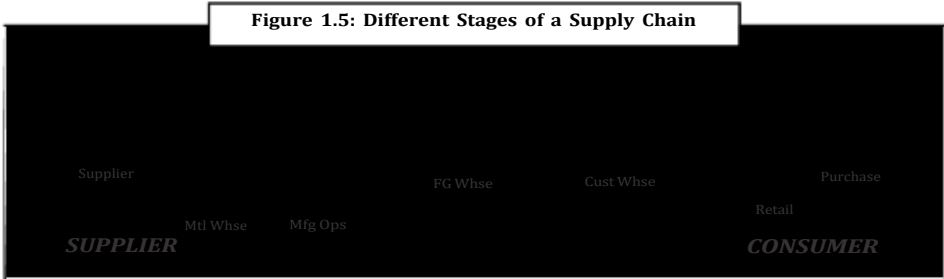 Figure 1.5: Different Stages of a Supply Chain
Supplier
FG Whse
Cust Whse
Purchase
Retail
Mtl Whse
Mfg Ops
SUPPLIER
CONSUMER